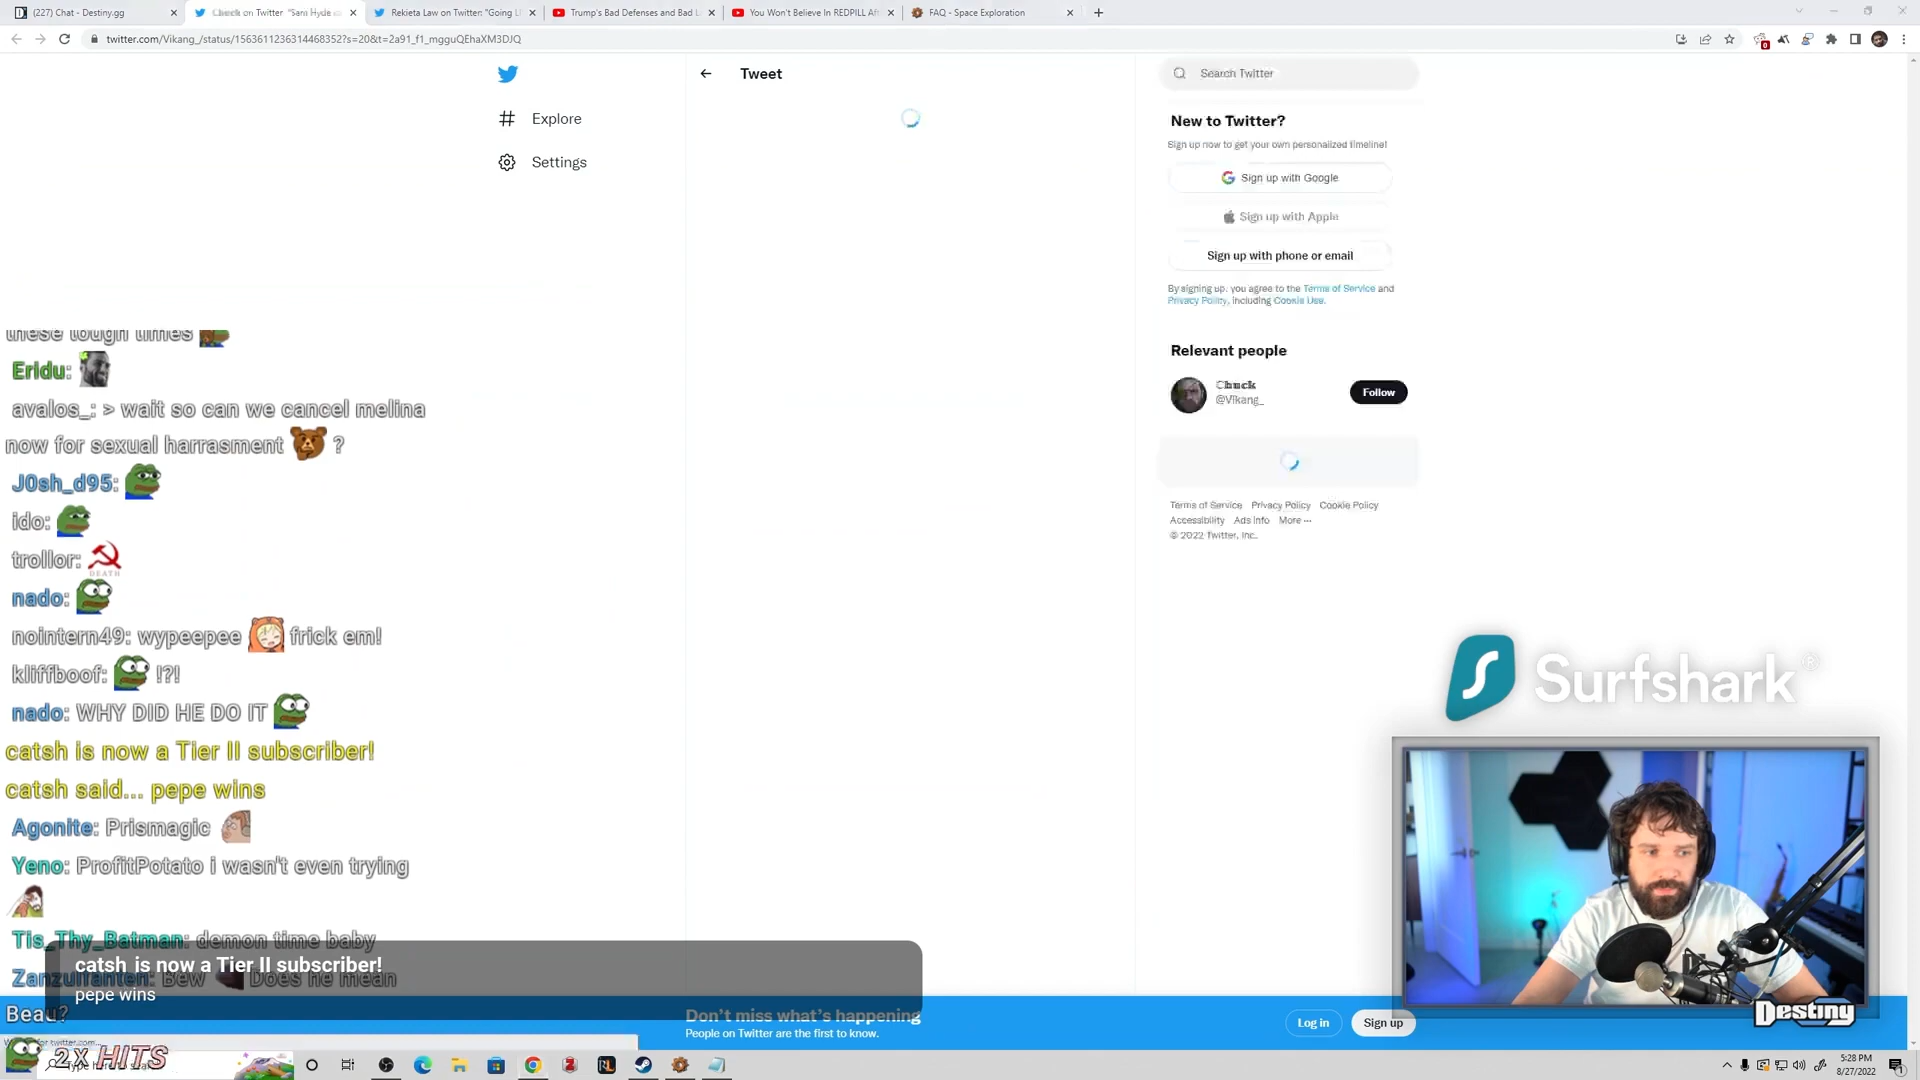 (227) Chat - Destiny.gg
Chuck on Twitter "Sam Hyde
Rekieta Law on Twitter: "Going L
Trump's Bad Defenses and Bad L
You Won't Believe In REDPILL Aft
FAQ - Space Exploration
twitter.com/Vikang_/status/1563611236314468352?s=20&t=2a91_f1_mgguQEhaXM3DJQ
Tweet
Search Twitter
Explore
Settings
New to Twitter?
Sign up now to get your own personalized timeline!
Sign up with Google
Sign up with Apple
Sign up with phone or email
By signing up, you agree to the Terms of Service and
Privacy Policy, including Cookie Use.
Relevant people
Chuck
@Vikang_
Follow
Terms of Service Privacy Policy Cookie Policy
Accessibility Ads info More ···
© 2022 Twitter, Inc.
these tough times
Eridu:
avalos_: > wait so can we cancel melina
now for sexual harrasment ?
J0sh_d95:
ido:
trollor:
DEATH
nado:
nointern49: wypeepee frick em!
kliffboof: !?!
nado: WHY DID HE DO IT
catsh is now a Tier II subscriber!
catsh said... pepe wins
Agonite: Prismagic
Yeno: ProfitPotato i wasn't even trying
Tis_Thy_Batman: demon time baby
Zanzulfranten: Bew Does he mean
Beau?
catsh is now a Tier II subscriber!
pepe wins
Surfshark®
Destiny
Don't miss what's happening
People on Twitter are the first to know.
Log in
Sign up
2X HITS
5:28 PM
8/27/2022